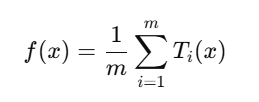 f(x) = \frac{1}{m} \sum_{i=1}^{m} T_i(x)